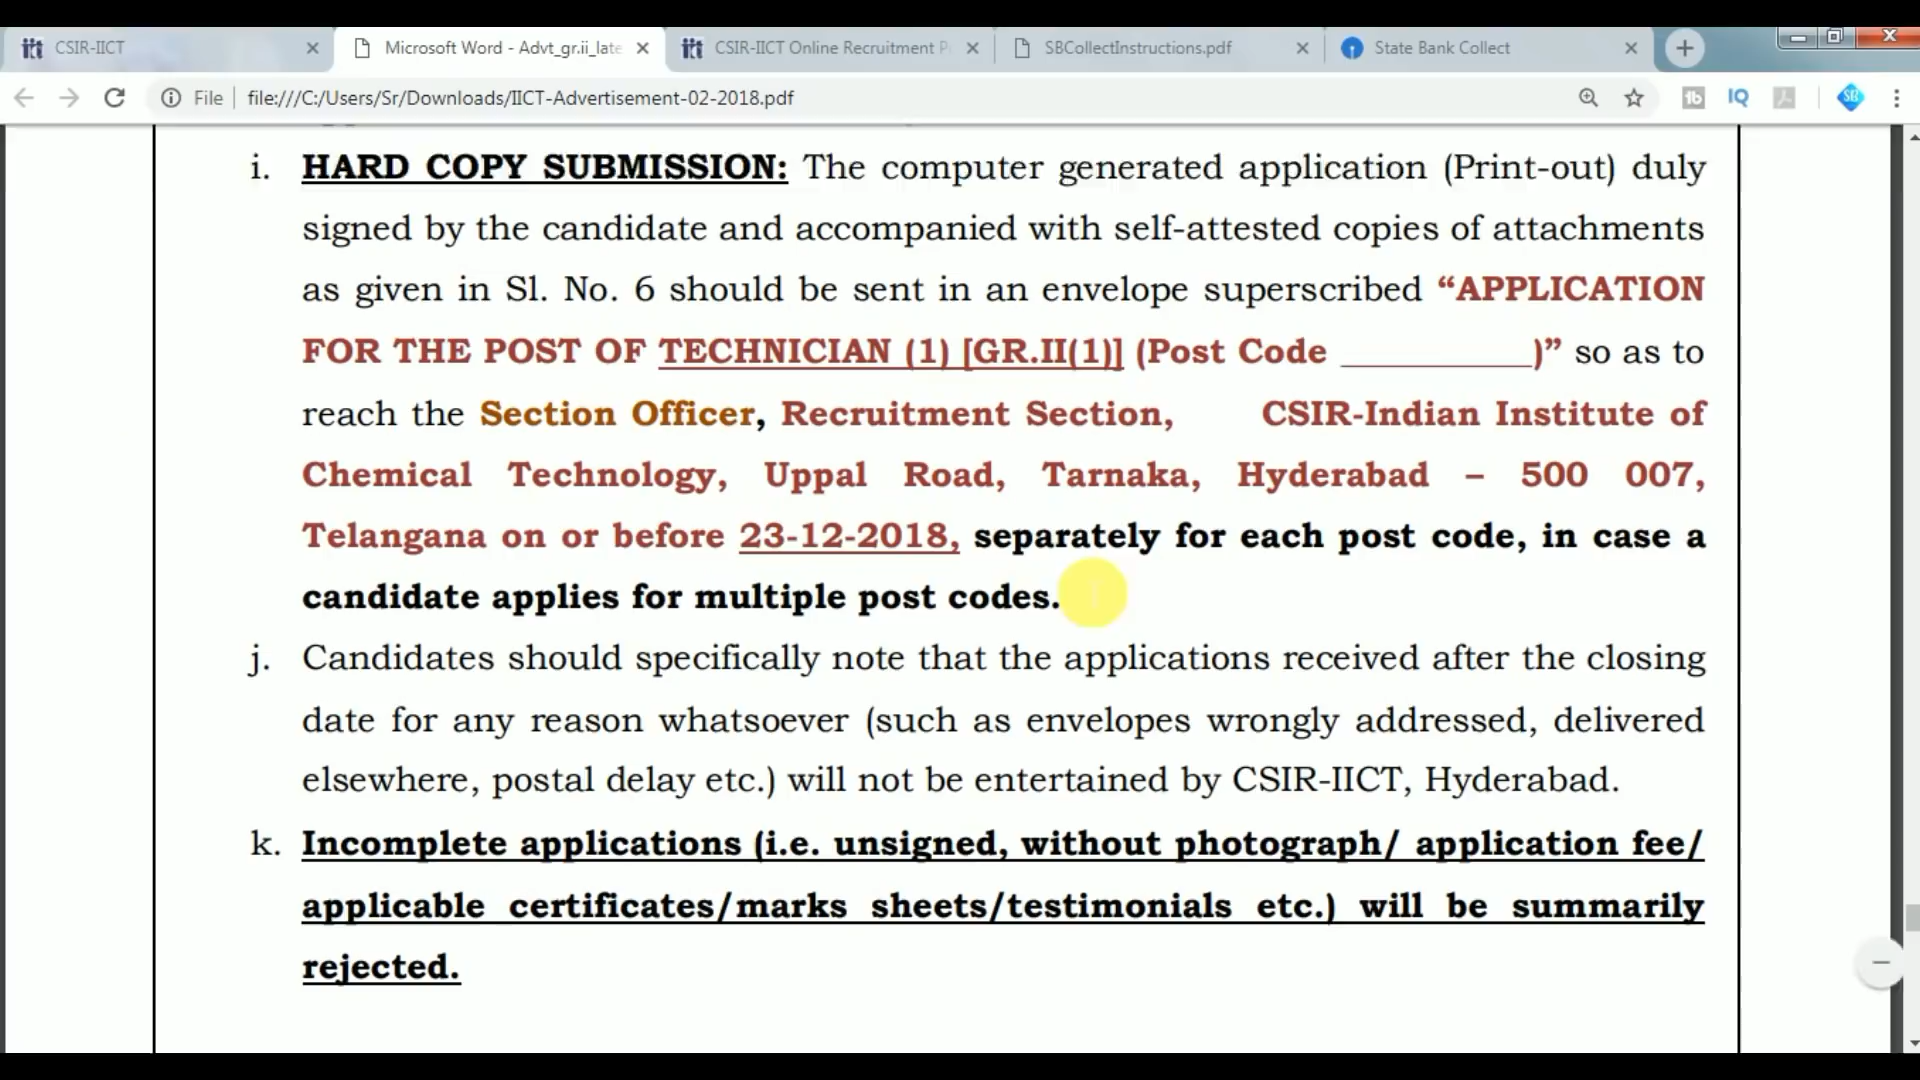 CSIR-IICT
Microsoft Word - Advt_gr.ii_late
CSIR-IICT Online Recruitment P
SBCollectInstructions.pdf
State Bank Collect
File
file:///C:/Users/Sr/Downloads/IICT-Advertisement-02-2018.pdf
i. HARD COPY SUBMISSION: The computer generated application (Print-out) duly
signed by the candidate and accompanied with self-attested copies of attachments
as given in Sl. No. 6 should be sent in an envelope superscribed “APPLICATION
FOR THE POST OF TECHNICIAN (1) [GR.II(1)] (Post Code __________)” so as to
reach the Section Officer, Recruitment Section, CSIR-Indian Institute of
Chemical Technology, Uppal Road, Tarnaka, Hyderabad – 500 007,
Telangana on or before 23-12-2018, separately for each post code, in case a
candidate applies for multiple post codes.
j. Candidates should specifically note that the applications received after the closing
date for any reason whatsoever (such as envelopes wrongly addressed, delivered
elsewhere, postal delay etc.) will not be entertained by CSIR-IICT, Hyderabad.
k. Incomplete applications (i.e. unsigned, without photograph/ application fee/
applicable certificates/marks sheets/testimonials etc.) will be summarily
rejected.